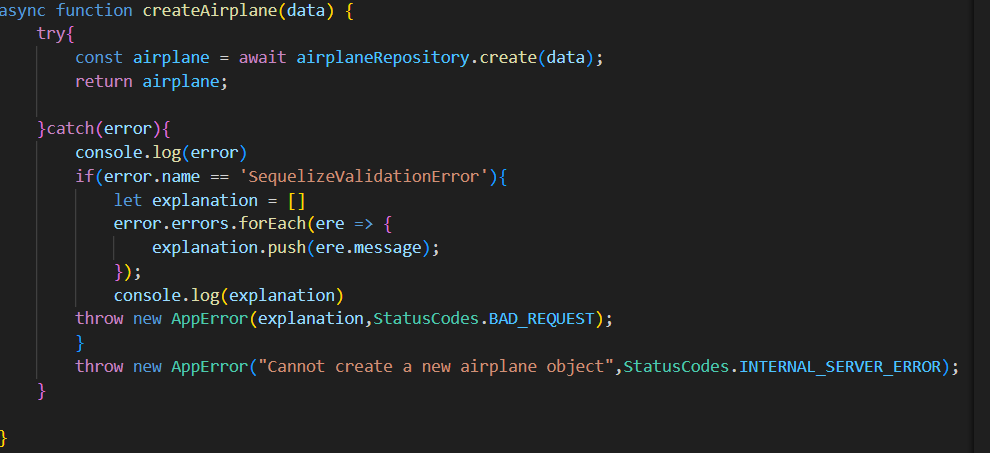 async function createAirplane(data) {
try{
const airplane = await airplaneRepository.create(data);
return airplane;
}catch(error){
console.log(error)
if(error.name == 'SequelizeValidationError'){
let explanation = []
error.errors.forEach(ere => {
explanation.push(ere.message);
});
console.log(explanation)
throw new AppError(explanation,StatusCodes.BAD_REQUEST);
}
throw new AppError("Cannot create a new airplane object",StatusCodes.INTERNAL_SERVER_ERROR);
}
}